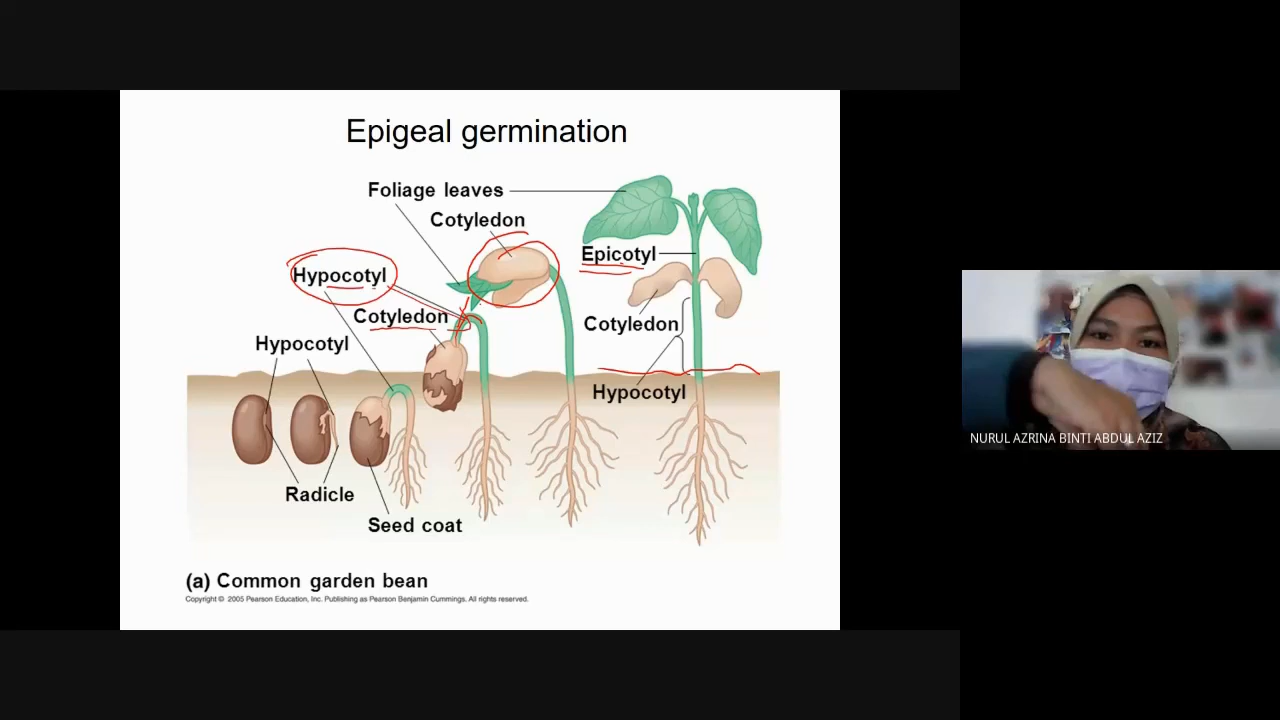 Epigeal germination
Foliage leaves
Cotyledon
Epicotyl
Hypocotyl
Cotyledon
Cotyledon
Hypocotyl
Hypocotyl
Radicle
Seed coat
(a) Common garden bean
Copyright © 2005 Pearson Education, Inc. Publishing as Pearson Benjamin Cummings. All rights reserved.
NURUL AZRINA BINTI ABDUL AZIZ